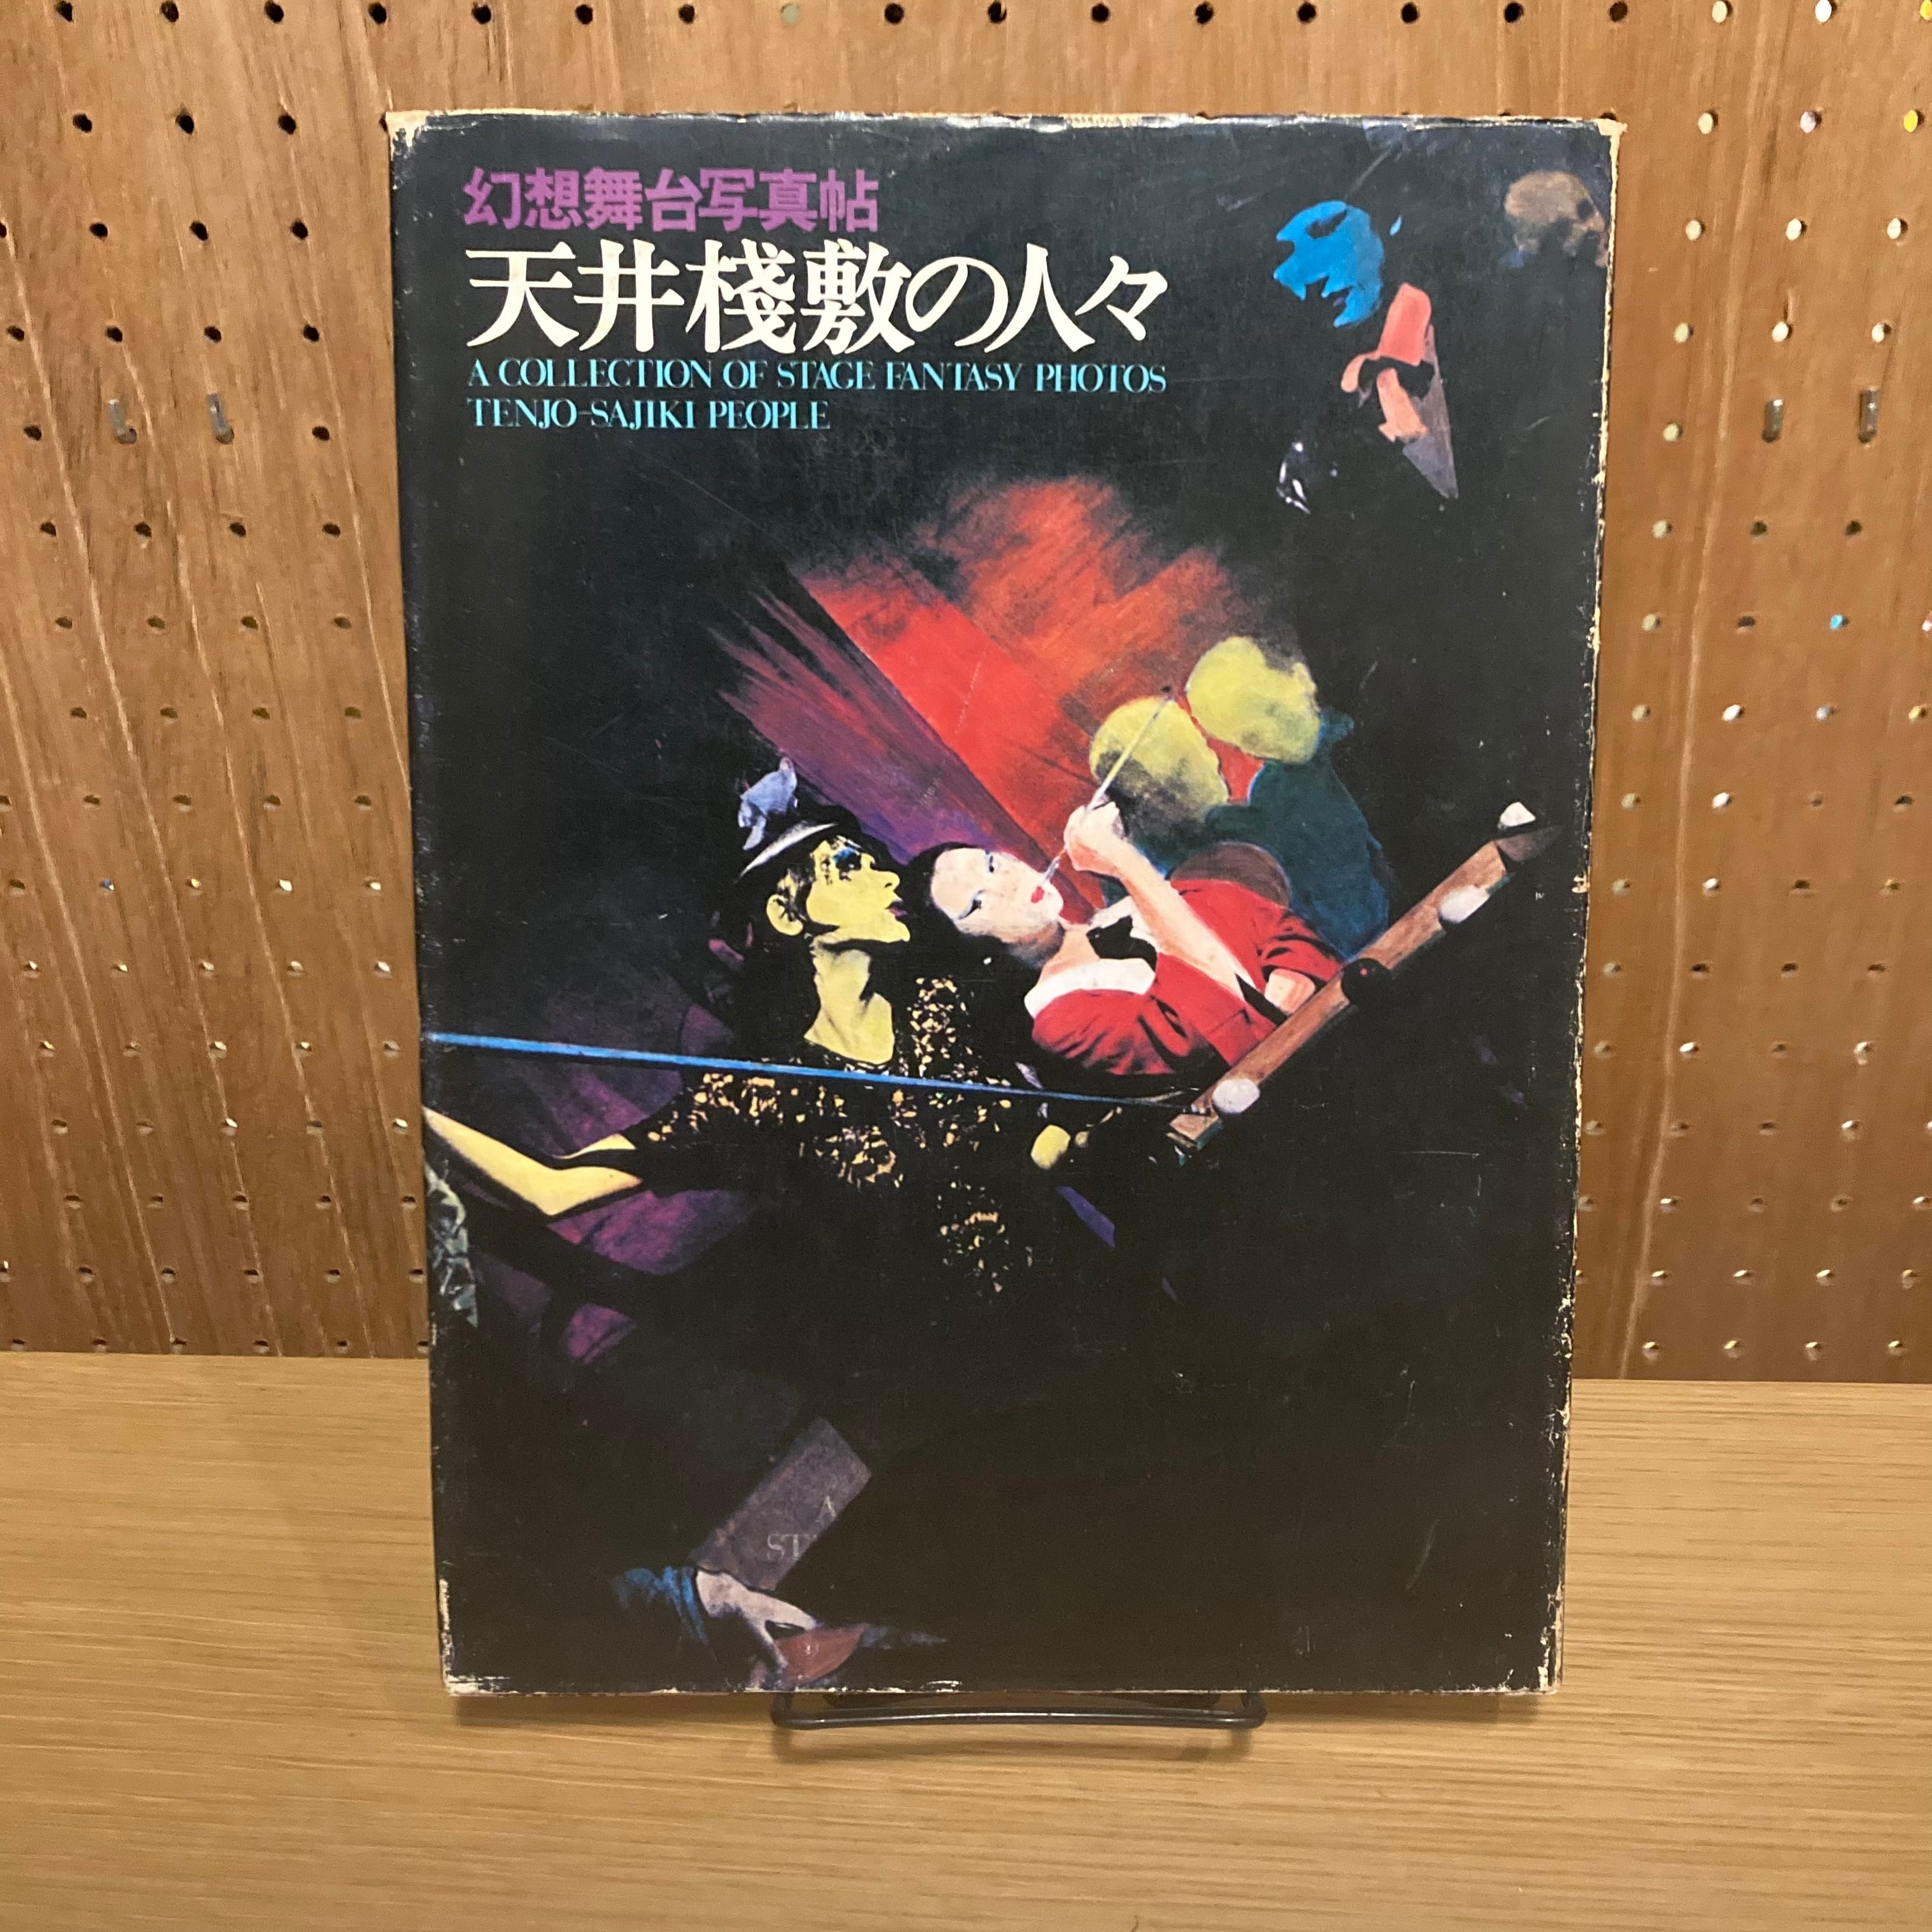 幻想舞台写真帖
天井棧敷の人々
A COLLECTION OF STAGE FANTASY PHOTOS
TENJO-SAJIKI PEOPLE
A